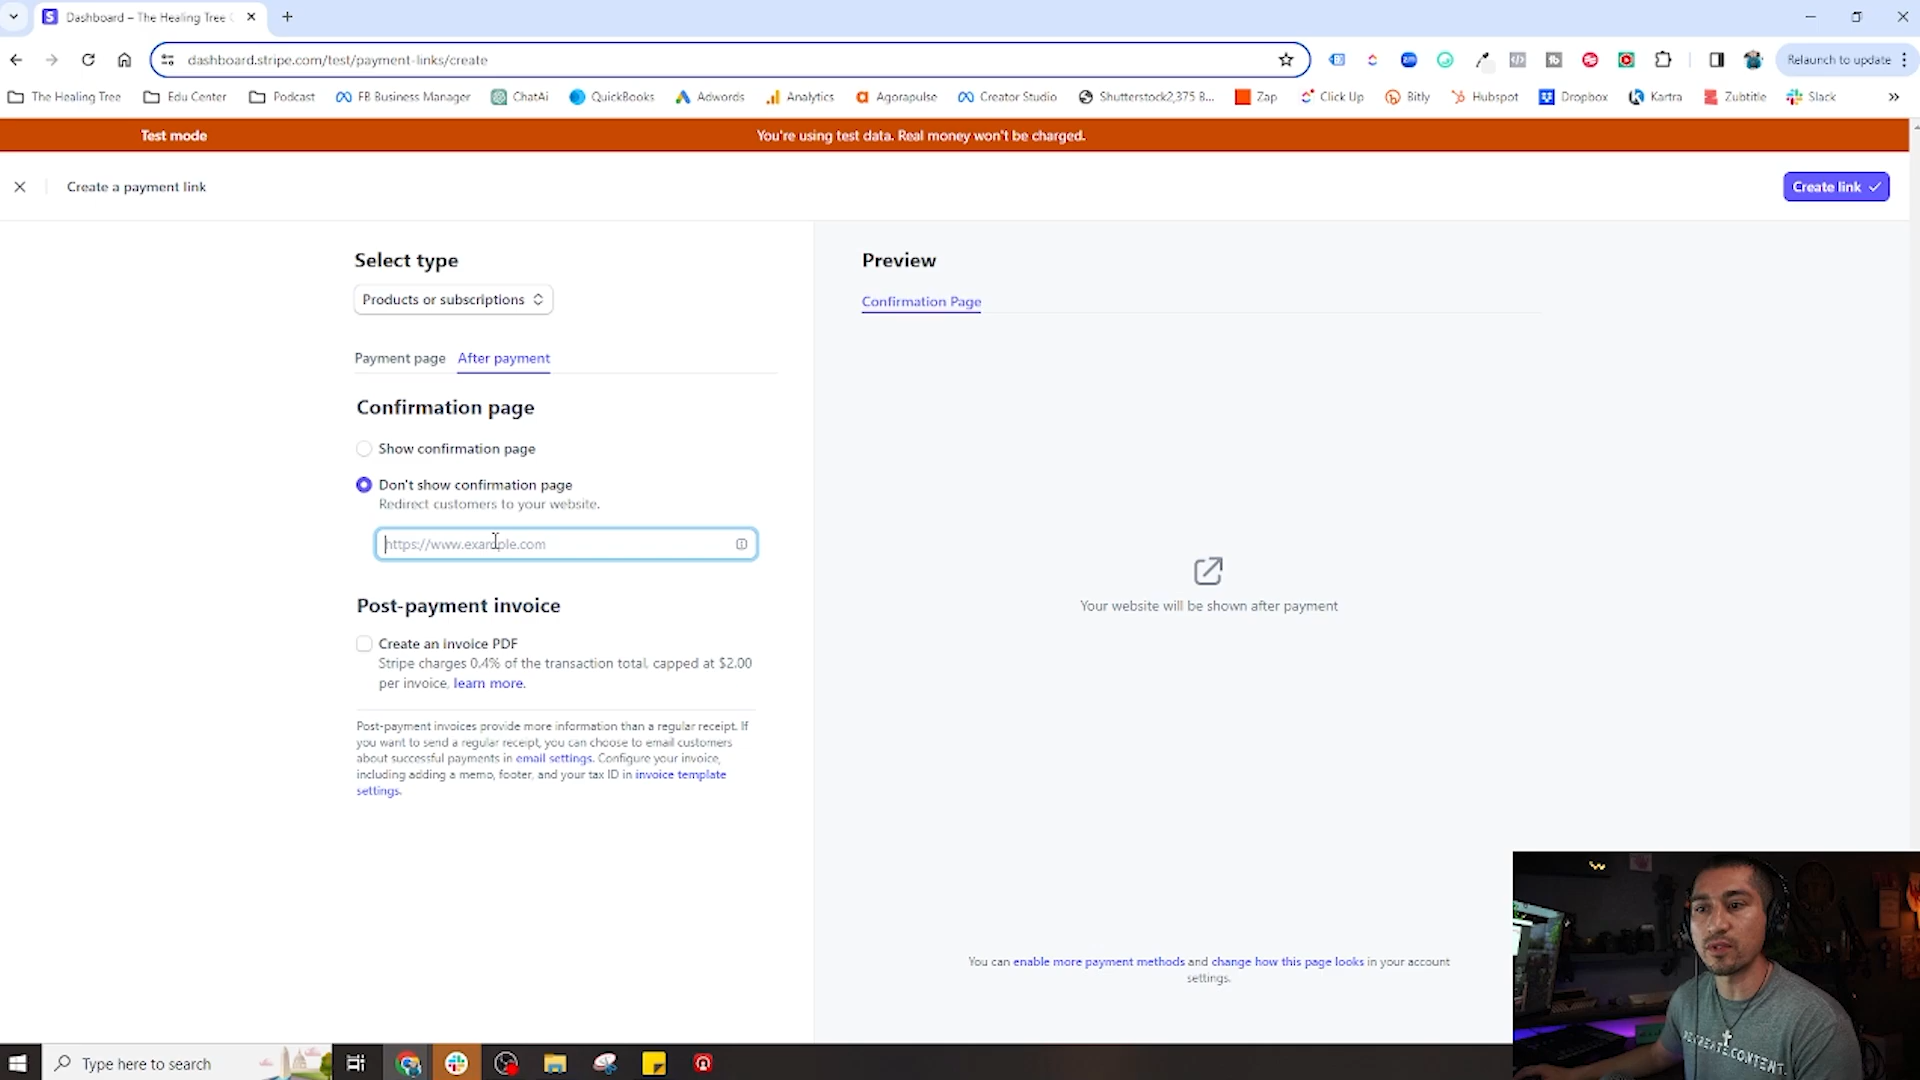 Dashboard – The Healing Tree
dashboard.stripe.com/test/payment-links/create
Relaunch to update
The Healing Tree
Edu Center
Podcast
FB Business Manager
ChatAi
QuickBooks
Adwords
Analytics
Agorapulse
Creator Studio
Shutterstock2,375 B...
Zap
Click Up
Bitly
Hubspot
Dropbox
Kartra
Zubtitle
Slack
Test mode
You're using test data. Real money won't be charged.
Create a payment link
Create link
Select type
Products or subscriptions
Payment page
After payment
Confirmation page
Show confirmation page
Don't show confirmation page
Redirect customers to your website.
https://www.example.com
Post-payment invoice
Create an invoice PDF
Stripe charges 0.4% of the transaction total, capped at $2.00
per invoice, learn more.
Post-payment invoices provide more information than a regular receipt. If
you want to send a regular receipt, you can choose to email customers
about successful payments in email settings. Configure your invoice,
including adding a memo, footer, and your tax ID in invoice template
settings.
Preview
Confirmation Page
Your website will be shown after payment
You can enable more payment methods and change how this page looks in your account
settings.
Type here to search
CREATE.CONTENT.